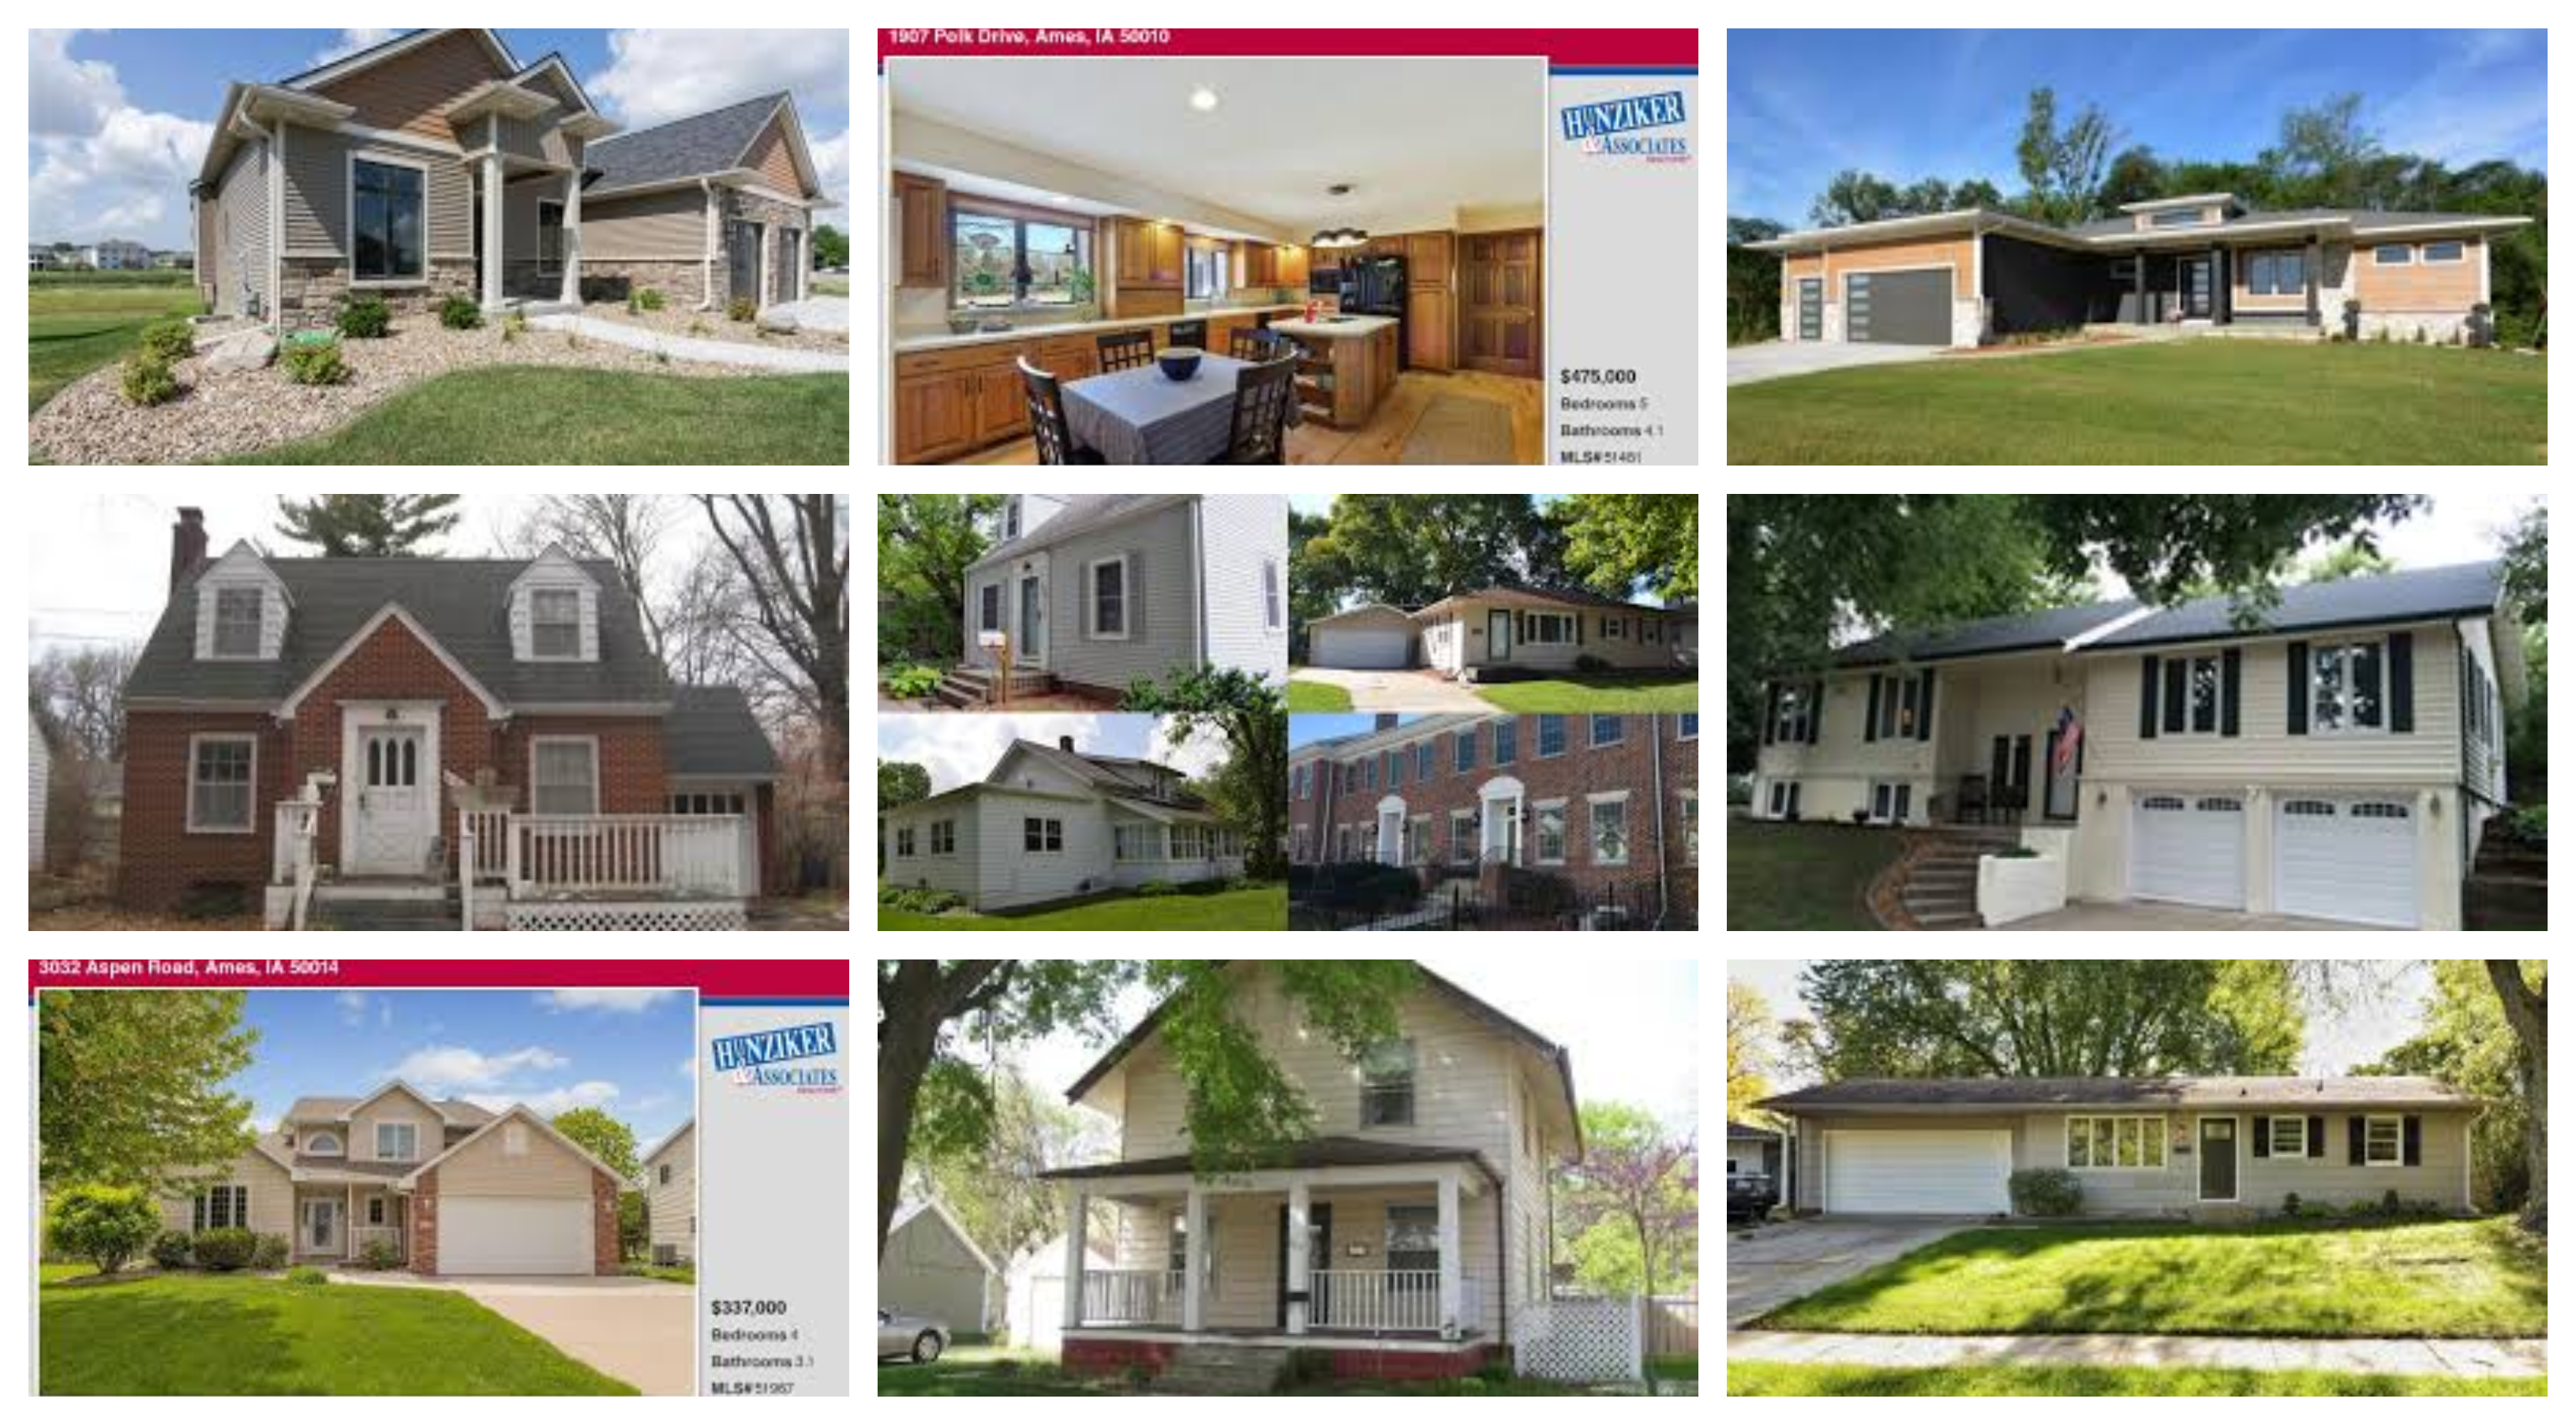 1907 Polk Drive, Ames, IA 50010
HUNZIKER
& ASSOCIATES
$475,000
Bedrooms 5
Bathrooms 4.1
MLS# 51461
3032 Aspen Road, Ames, IA 50014
HUNZIKER
& ASSOCIATES
$337,000
Bedrooms 4
Bathrooms 3.1
MLS# 51967